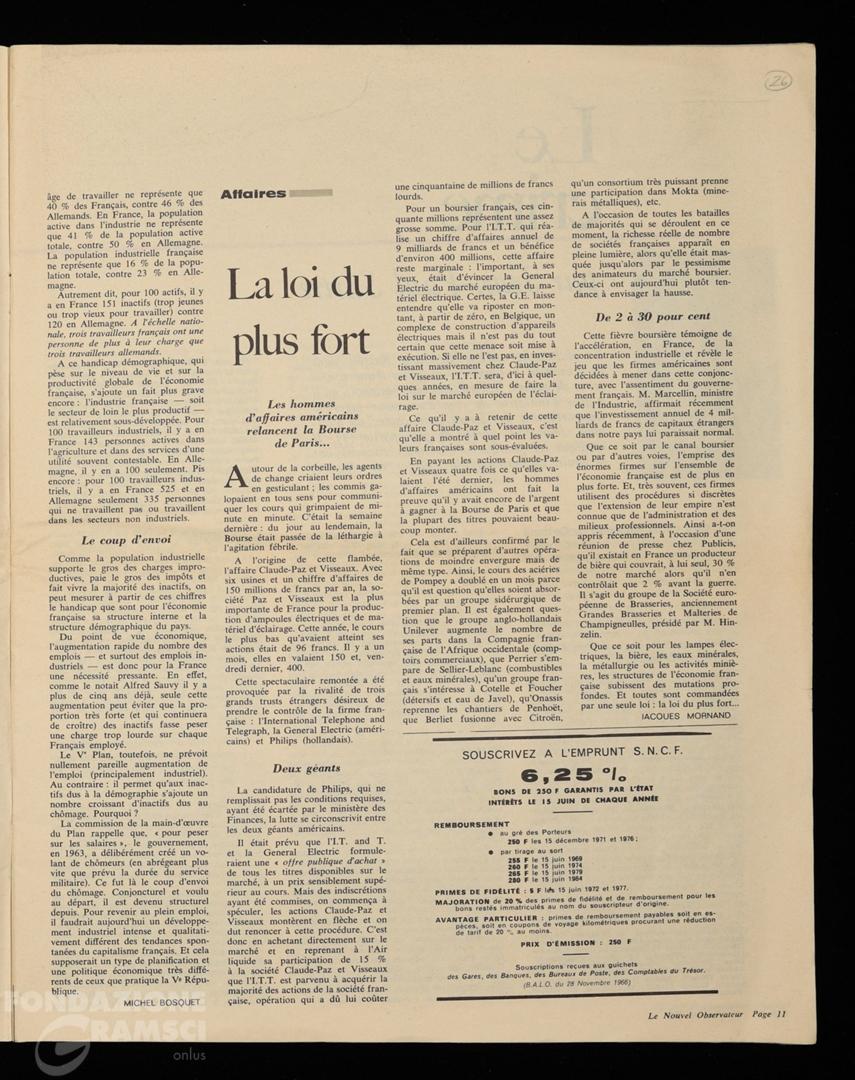 26
âge de travailler ne représente que
40 % des Français, contre 46 % des
Allemands. En France, la population
active dans l'industrie ne représente
que 41 % de la population active
totale, contre 50 % en Allemagne.
La population industrielle française
ne représente que 16 % de la popu-
lation totale, contre 23 % en Alle-
magne.
Autrement dit, pour 100 actifs, il y
a en France 151 inactifs (trop jeunes
ou trop vieux pour travailler) contre
120 en Allemagne. A l'échelle natio-
nale, trois travailleurs français ont une
personne de plus à leur charge que
trois travailleurs allemands.
A ce handicap démographique, qui
pèse sur le niveau de vie et sur la
productivité globale de l'économie
française, s'ajoute un fait plus grave
encore : l'industrie française — soit
le secteur de loin le plus productif —
est relativement sous-développée. Pour
100 travailleurs industriels, il y a en
France 143 personnes actives dans
l'agriculture et dans des services d'une
utilité souvent contestable. En Alle-
magne, il y en a 100 seulement. Pis
encore : pour 100 travailleurs indus-
triels, il y a en France 525 et en
Allemagne seulement 335 personnes
qui ne travaillent pas ou travaillent
dans les secteurs non industriels.
Le coup d'envoi
Comme la population industrielle
supporte le gros des charges impro-
ductives, paie le gros des impôts et
fait vivre la majorité des inactifs, on
peut mesurer à partir de ces chiffres
le handicap que sont pour l'économie
française sa structure interne et la
structure démographique du pays.
Du point de vue économique,
l'augmentation rapide du nombre des
emplois — et surtout des emplois in-
dustriels — est donc pour la France
une nécessité pressante. En effet,
comme le notait Alfred Sauvy il y a
plus de cinq ans déjà, seule cette
augmentation peut éviter que la pro-
portion très forte (et qui continuera
de croître) des inactifs fasse peser
une charge trop lourde sur chaque
Français employé.
Le Vᵉ Plan, toutefois, ne prévoit
nullement pareille augmentation de
l'emploi (principalement industriel).
Au contraire : il permet qu'aux inac-
tifs dus à la démographie s'ajoute un
nombre croissant d'inactifs dus au
chômage. Pourquoi ?
La commission de la main-d'œuvre
du Plan rappelle que, « pour peser
sur les salaires », le gouvernement,
en 1963, a délibérément créé un vo-
lant de chômeurs (en abrégeant plus
vite que prévu la durée du service
militaire). Ce fut là le coup d'envoi
du chômage. Conjoncturel et voulu
au départ, il est devenu structurel
depuis. Pour revenir au plein emploi,
il faudrait aujourd'hui un développe-
ment industriel intense et qualitati-
vement différent des tendances spon-
tanées du capitalisme français. Et cela
supposerait un type de planification et
une politique économique très diffé-
rents de ceux que pratique la Vᵉ Répu-
blique.
MICHEL BOSQUET
Affaires
La loi du
plus fort
Les hommes
d'affaires américains
relancent la Bourse
de Paris...
Autour de la corbeille, les agents
de change criaient leurs ordres
en gesticulant ; les commis ga-
lopaient en tous sens pour communi-
quer les cours qui grimpaient de mi-
nute en minute. C'était la semaine
dernière : du jour au lendemain, la
Bourse était passée de la léthargie à
l'agitation fébrile.
A l'origine de cette flambée,
l'affaire Claude-Paz et Visseaux. Avec
six usines et un chiffre d'affaires de
150 millions de francs par an, la so-
ciété Paz et Visseaux est la plus
importante de France pour la produc-
tion d'ampoules électriques et de ma-
tériel d'éclairage. Cette année, le cours
le plus bas qu'avaient atteint ses
actions était de 96 francs. Il y a un
mois, elles en valaient 150 et, ven-
dredi dernier, 400.
Cette spectaculaire remontée a été
provoquée par la rivalité de trois
grands trusts étrangers désireux de
prendre le contrôle de la firme fran-
çaise : l'International Telephone and
Telegraph, la General Electric (améri-
cains) et Philips (hollandais).
Deux géants
La candidature de Philips, qui ne
remplissait pas les conditions requises,
ayant été écartée par le ministère des
Finances, la lutte se circonscrivit entre
les deux géants américains.
Il était prévu que l'I.T. and T.
et la General Electric formule-
raient une « offre publique d'achat »
de tous les titres disponibles sur le
marché, à un prix sensiblement supé-
rieur au cours. Mais des indiscrétions
ayant été commises, on commença à
spéculer, les actions Claude-Paz et
Visseaux montèrent en flèche et on
dut renoncer à cette procédure. C'est
donc en achetant directement sur le
marché et en reprenant à l'Air
liquide sa participation de 15 %
à la société Claude-Paz et Visseaux
que l'I.T.T. est parvenu à acquérir la
majorité des actions de la société fran-
çaise, opération qui a dû lui coûter
une cinquantaine de millions de francs
lourds.
Pour un boursier français, ces cin-
quante millions représentent une assez
grosse somme. Pour l'I.T.T. qui réa-
lise un chiffre d'affaires annuel de
9 milliards de francs et un bénéfice
d'environ 400 millions, cette affaire
reste marginale : l'important, à ses
yeux, était d'évincer la General
Electric du marché européen du ma-
tériel électrique. Certes, la G.E. laisse
entendre qu'elle va riposter en mon-
tant, à partir de zéro, en Belgique, un
complexe de construction d'appareils
électriques mais il n'est pas du tout
certain que cette menace soit mise à
exécution. Si elle ne l'est pas, en inves-
tissant massivement chez Claude-Paz
et Visseaux, l'I.T.T. sera, d'ici à quel-
ques années, en mesure de faire la
loi sur le marché européen de l'éclai-
rage.
Ce qu'il y a à retenir de cette
affaire Claude-Paz et Visseaux, c'est
qu'elle a montré à quel point les va-
leurs françaises sont sous-évaluées.
En payant les actions Claude-Paz
et Visseaux quatre fois ce qu'elles va-
laient l'été dernier, les hommes
d'affaires américains ont fait la
preuve qu'il y avait encore de l'argent
à gagner à la Bourse de Paris et que
la plupart des titres pouvaient beau-
coup monter.
Cela est d'ailleurs confirmé par le
fait que se préparent d'autres opéra-
tions de moindre envergure mais de
même type. Ainsi, le cours des aciéries
de Pompey a doublé en un mois parce
qu'il est question qu'elles soient absor-
bées par un groupe sidérurgique de
premier plan. Il est également ques-
tion que le groupe anglo-hollandais
Unilever augmente le nombre de
ses parts dans la Compagnie fran-
çaise de l'Afrique occidentale (comp-
toirs commerciaux), que Perrier s'em-
pare de Sellier-Leblanc (combustibles
et eaux minérales), qu'un groupe fran-
çais s'intéresse à Cotelle et Foucher
(détersifs et eau de Javel), qu'Onassis
reprenne les chantiers de Penhoët,
que Berliet fusionne avec Citroën,
qu'un consortium très puissant prenne
une participation dans Mokta (mine-
rais métalliques), etc.
A l'occasion de toutes les batailles
de majorités qui se déroulent en ce
moment, la richesse réelle de nombre
de sociétés françaises apparaît en
pleine lumière, alors qu'elle était mas-
quée jusqu'alors par le pessimisme
des animateurs du marché boursier.
Ceux-ci ont aujourd'hui plutôt ten-
dance à envisager la hausse.
De 2 à 30 pour cent
Cette fièvre boursière témoigne de
l'accélération, en France, de la
concentration industrielle et révèle le
jeu que les firmes américaines sont
décidées à mener dans cette conjonc-
ture, avec l'assentiment du gouverne-
ment français. M. Marcellin, ministre
de l'Industrie, affirmait récemment
que l'investissement annuel de 4 mil-
liards de francs de capitaux étrangers
dans notre pays lui paraissait normal.
Que ce soit par le canal boursier
ou par d'autres voies, l'emprise des
énormes firmes sur l'ensemble de
l'économie française est de plus en
plus forte. Et, très souvent, ces firmes
utilisent des procédures si discrètes
que l'extension de leur empire n'est
connue que de l'administration et des
milieux professionnels. Ainsi a-t-on
appris récemment, à l'occasion d'une
réunion de presse chez Publicis,
qu'il existait en France un producteur
de bière qui couvrait, à lui seul, 30 %
de notre marché alors qu'il n'en
contrôlait que 2 % avant la guerre.
Il s'agit du groupe de la Société euro-
péenne de Brasseries, anciennement
Grandes Brasseries et Malteries de
Champigneulles, présidé par M. Hin-
zelin.
Que ce soit pour les lampes élec-
triques, la bière, les eaux minérales,
la métallurgie ou les activités miniè-
res, les structures de l'économie fran-
çaise subissent des mutations pro-
fondes. Et toutes sont commandées
par une seule loi : la loi du plus fort...
JACQUES MORNAND
SOUSCRIVEZ A L'EMPRUNT S.N.C.F.
6,25 %
BONS DE 250 F GARANTIS PAR L'ÉTAT
INTÉRÊTS LE 15 JUIN DE CHAQUE ANNÉE
REMBOURSEMENT
● au gré des Porteurs
250 F les 15 décembre 1971 et 1976 ;
● par tirage au sort
255 F le 15 juin 1969
260 F le 15 juin 1974
265 F le 15 juin 1979
280 F le 15 juin 1984
PRIMES DE FIDÉLITÉ : 5 F les 15 juin 1972 et 1977.
MAJORATION de 20 % des primes de fidélité et de remboursement pour les
bons restés immatriculés au nom du souscripteur d'origine.
AVANTAGE PARTICULIER : primes de remboursement payables soit en es-
pèces, soit en coupons de voyage kilométriques procurant une réduction
de tarif de 20 % au moins.
PRIX D'ÉMISSION : 250 F
Souscriptions reçues aux guichets
des Gares, des Banques, des Bureaux de Poste, des Comptables du Trésor.
(B.A.L.O. du 28 Novembre 1966)
Le Nouvel Observateur Page 11
FONDAZIONE
GRAMSCI
onlus